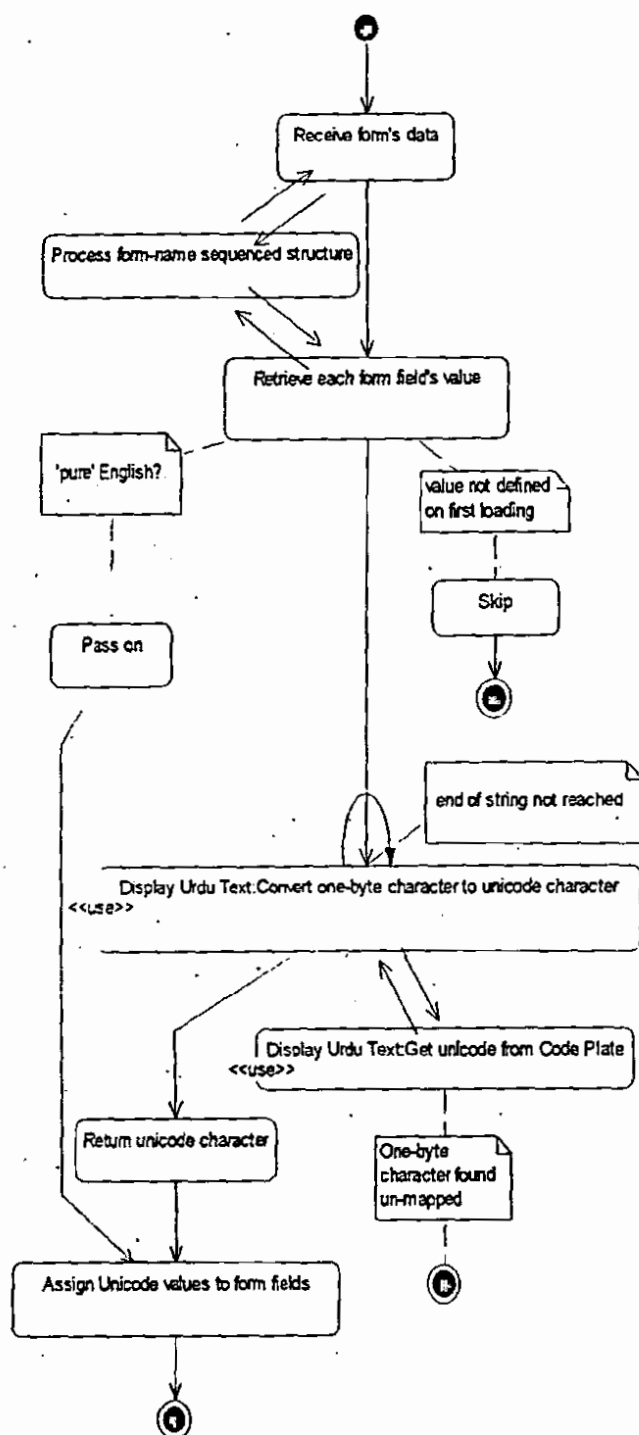 Receive form's data
Process form-name sequenced structure
Retrieve each form field's value
'pure' English?
value not defined
on first loading
Skip
Pass on
end of string not reached
Display Urdu Text:Convert one-byte character to unicode character
<<use>>
Display Urdu Text:Get unicode from Code Plate
<<use>>
Return unicode character
One-byte
character found
un-mapped
Assign Unicode values to form fields